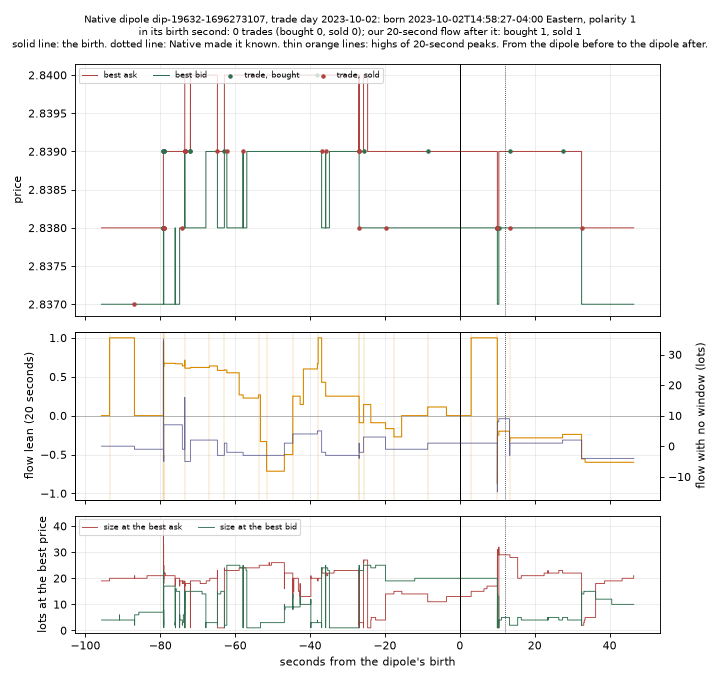 Native dipole dip-19632-1696273107, trade day 2023-10-02: born 2023-10-02T14:58:27-04:00 Eastern, polarity 1
in its birth second: 0 trades (bought 0, sold 0); our 20-second flow after it: bought 1, sold 1
solid line: the birth. dotted line: Native made it known. thin orange lines: highs of 20-second peaks. From the dipole before to the dipole after.
best ask best bid trade, bought trade, sold
2.8400
2.8395
2.8390
2.8385
2.8380
2.8375
2.8370
price
1.0
0.5
0.0
−0.5
−1.0
flow lean (20 seconds)
30
20
10
0
−10
flow with no window (lots)
size at the best ask size at the best bid
40
30
20
10
0
lots at the best price
−100 −80 −60 −40 −20 0 20 40
seconds from the dipole's birth